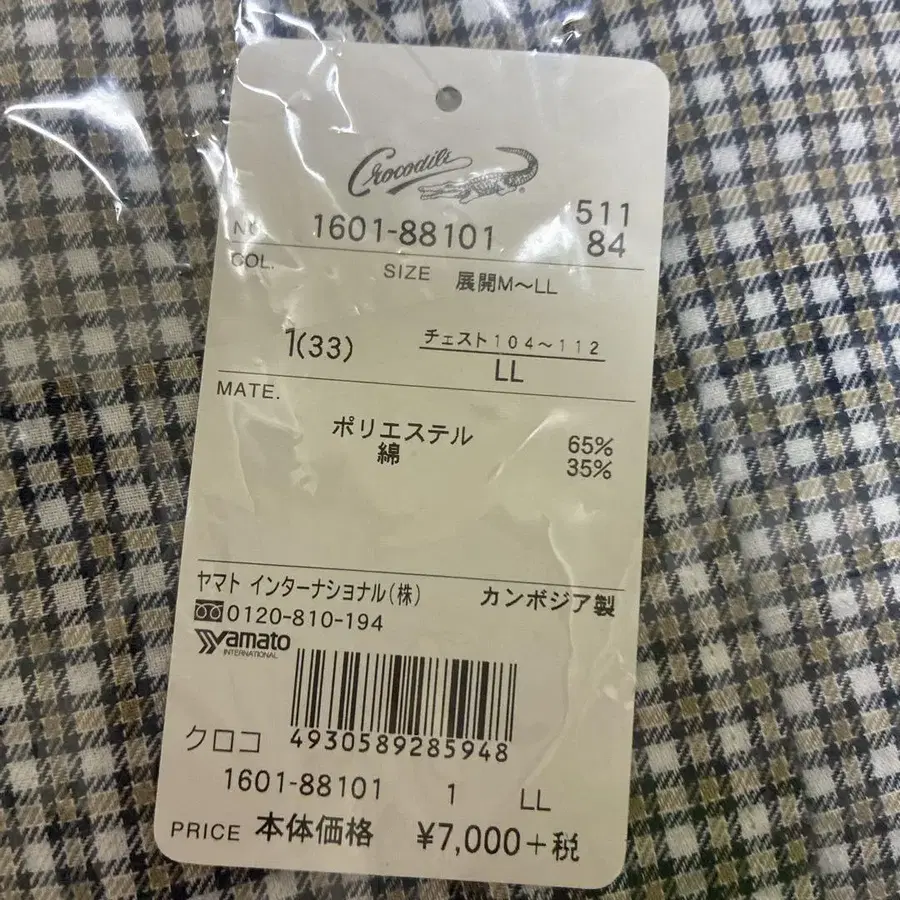 Crocodile
No. 1601-88101 511
84
COL. SIZE 展開M〜LL
1(33) チェスト104〜112
LL
MATE.
ポリエステル 65%
綿 35%
ヤマト インターナショナル(株) カンボジア製
0120-810-194
Yamato
INTERNATIONAL
クロコ 4930589285948
1601-88101 1 LL
PRICE 本体価格 ¥7,000+税